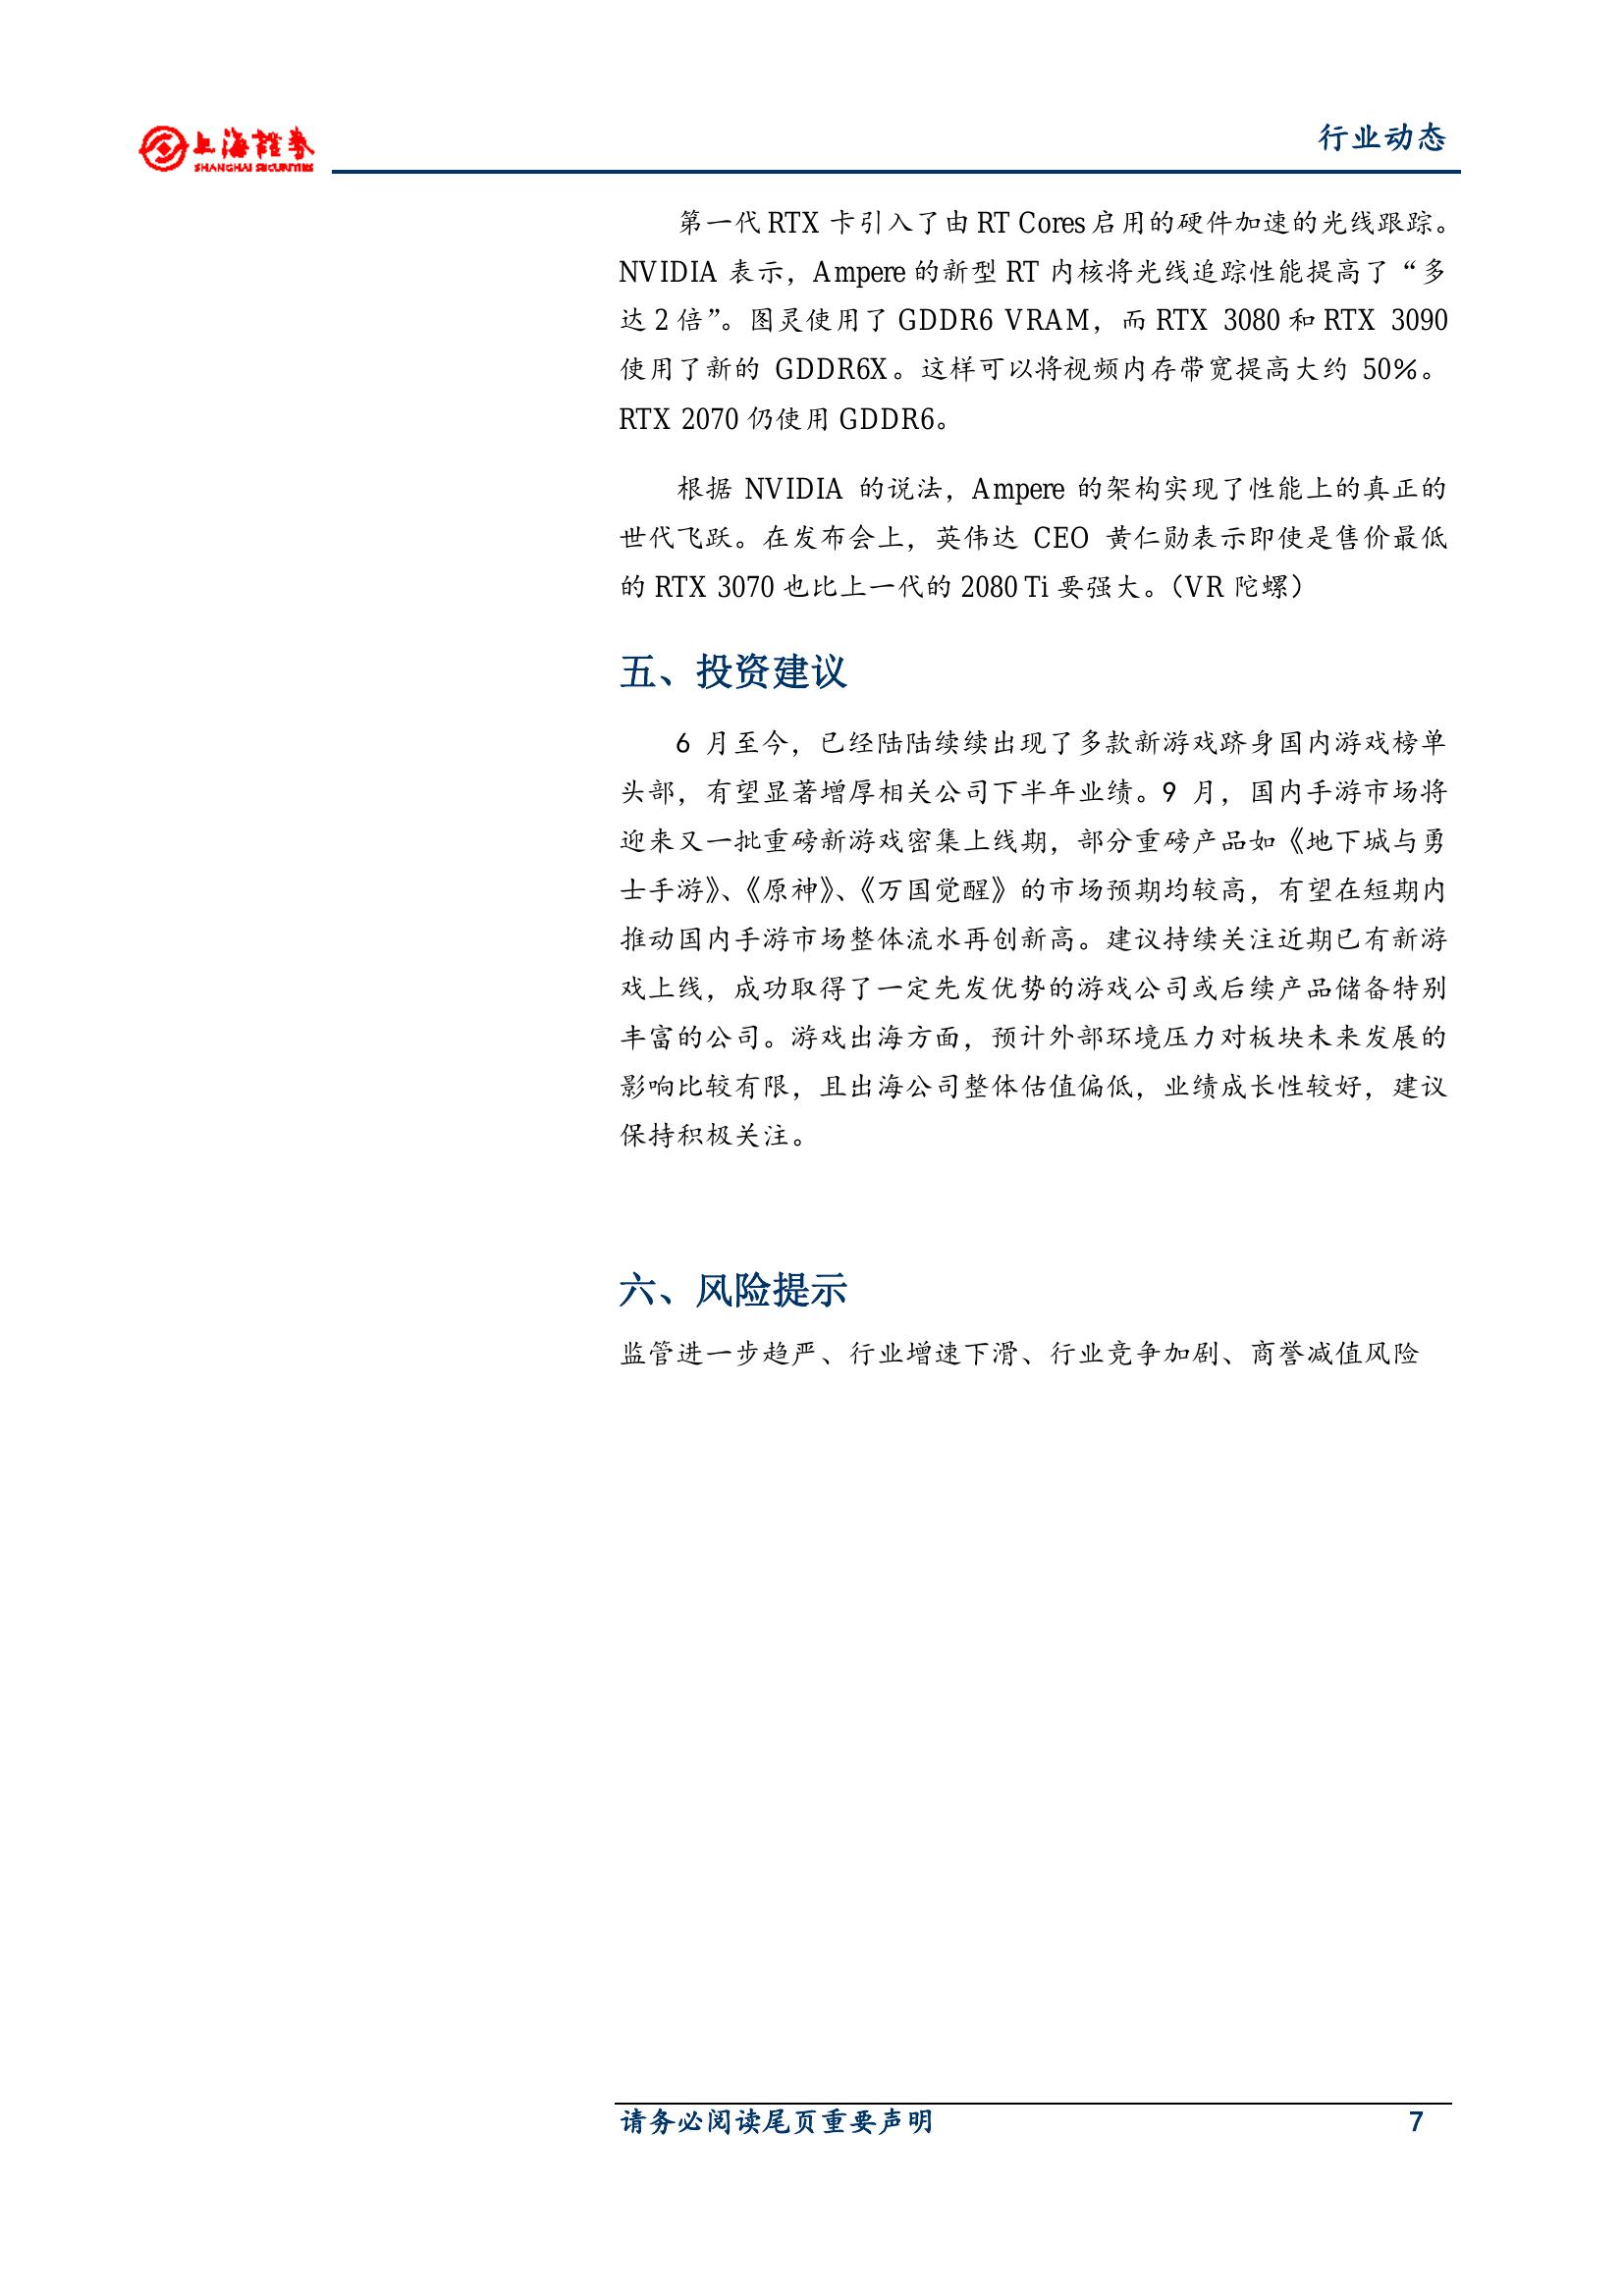 上海證券
SHANGHAI SECURITIES
行业动态
第一代 RTX 卡引入了由 RT Cores 启用的硬件加速的光线跟踪。
NVIDIA 表示，Ampere 的新型 RT 内核将光线追踪性能提高了“多
达 2 倍”。图灵使用了 GDDR6 VRAM，而 RTX 3080 和 RTX 3090
使用了新的 GDDR6X。这样可以将视频内存带宽提高大约 50%。
RTX 2070 仍使用 GDDR6。
根据 NVIDIA 的说法，Ampere 的架构实现了性能上的真正的
世代飞跃。在发布会上，英伟达 CEO 黄仁勋表示即使是售价最低
的 RTX 3070 也比上一代的 2080 Ti 要强大。（VR 陀螺）
五、投资建议
6 月至今，已经陆陆续续出现了多款新游戏跻身国内游戏榜单
头部，有望显著增厚相关公司下半年业绩。9 月，国内手游市场将
迎来又一批重磅新游戏密集上线期，部分重磅产品如《地下城与勇
士手游》、《原神》、《万国觉醒》的市场预期均较高，有望在短期内
推动国内手游市场整体流水再创新高。建议持续关注近期已有新游
戏上线，成功取得了一定先发优势的游戏公司或后续产品储备特别
丰富的公司。游戏出海方面，预计外部环境压力对板块未来发展的
影响比较有限，且出海公司整体估值偏低，业绩成长性较好，建议
保持积极关注。
六、风险提示
监管进一步趋严、行业增速下滑、行业竞争加剧、商誉减值风险
请务必阅读尾页重要声明 7